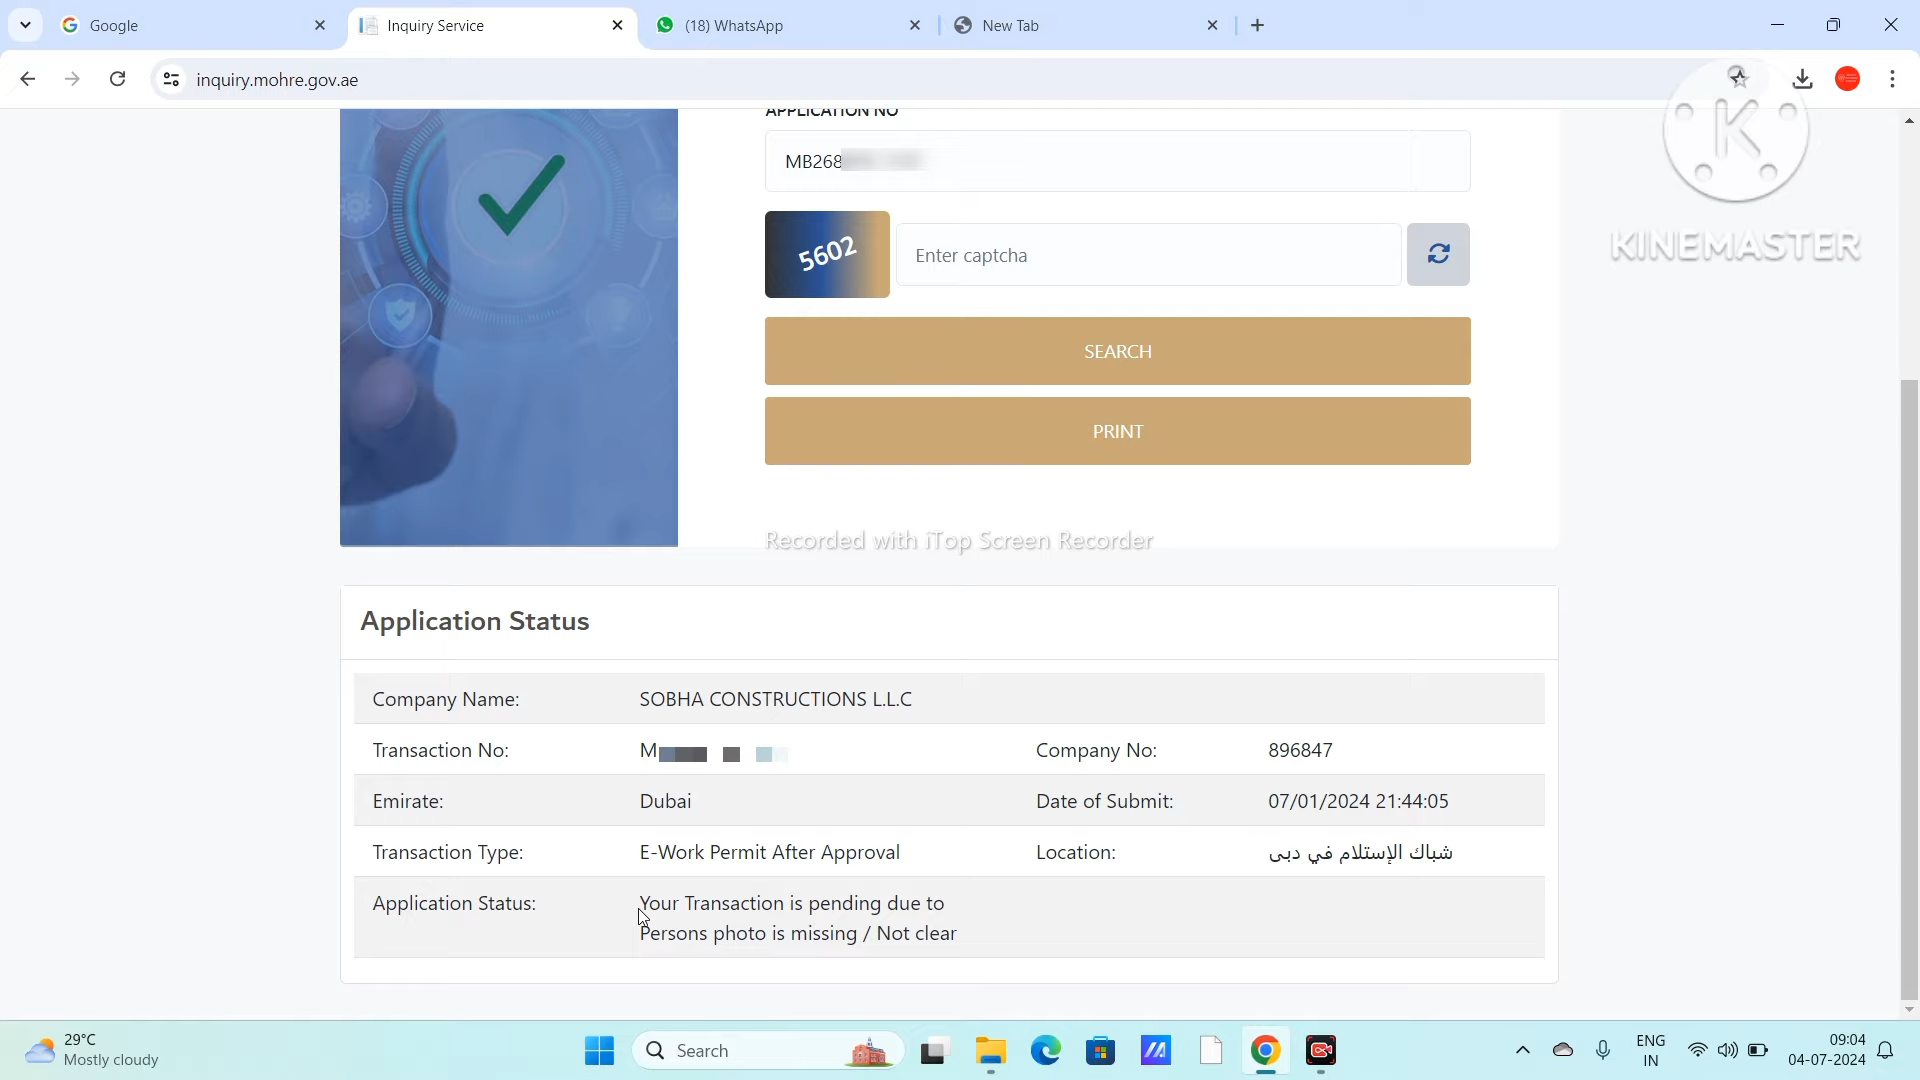 Google
Inquiry Service
(18) WhatsApp
New Tab
inquiry.mohre.gov.ae
K
KINEMASTER
APPLICATION NO
MB268
5602
Enter captcha
SEARCH
PRINT
Recorded with iTop Screen Recorder
Application Status
Company Name: SOBHA CONSTRUCTIONS L.L.C
Transaction No: M Company No: 896847
Emirate: Dubai Date of Submit: 07/01/2024 21:44:05
Transaction Type: E-Work Permit After Approval Location: شباك الإستلام في دبى
Application Status: Your Transaction is pending due to
Persons photo is missing / Not clear
29°C
Mostly cloudy
Search
ENG
IN
09:04
04-07-2024